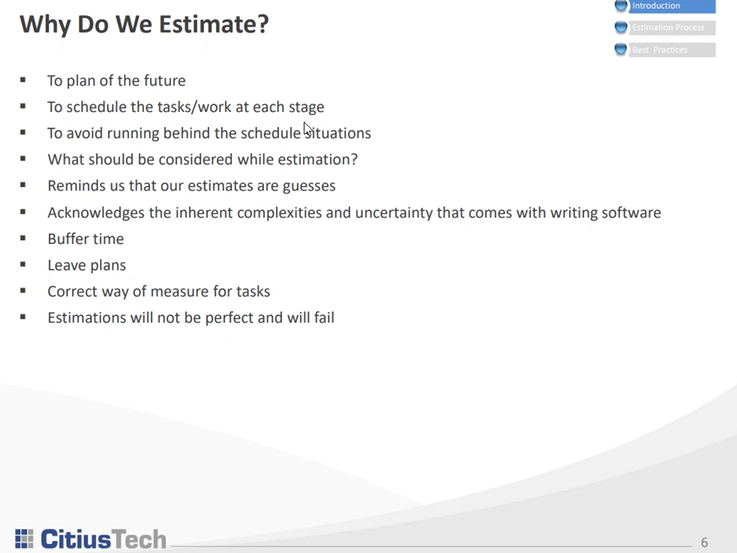 Why Do We Estimate?
Introduction
Estimation Process
Best Practices
To plan of the future
To schedule the tasks/work at each stage
To avoid running behind the schedule situations
What should be considered while estimation?
Reminds us that our estimates are guesses
Acknowledges the inherent complexities and uncertainty that comes with writing software
Buffer time
Leave plans
Correct way of measure for tasks
Estimations will not be perfect and will fail
CitiusTech
6